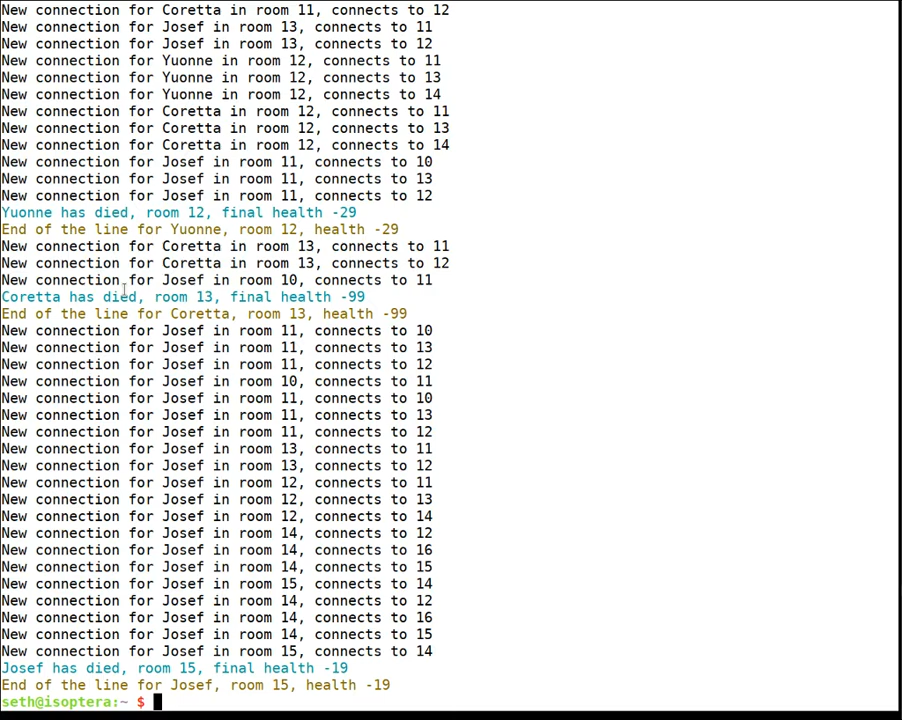 New connection for Coretta in room 11, connects to 12
New connection for Josef in room 13, connects to 11
New connection for Josef in room 13, connects to 12
New connection for Yuonne in room 12, connects to 11
New connection for Yuonne in room 12, connects to 13
New connection for Yuonne in room 12, connects to 14
New connection for Coretta in room 12, connects to 11
New connection for Coretta in room 12, connects to 13
New connection for Coretta in room 12, connects to 14
New connection for Josef in room 11, connects to 10
New connection for Josef in room 11, connects to 13
New connection for Josef in room 11, connects to 12
Yuonne has died, room 12, final health -29
End of the line for Yuonne, room 12, health -29
New connection for Coretta in room 13, connects to 11
New connection for Coretta in room 13, connects to 12
New connection for Josef in room 10, connects to 11
Coretta has died, room 13, final health -99
End of the line for Coretta, room 13, health -99
New connection for Josef in room 11, connects to 10
New connection for Josef in room 11, connects to 13
New connection for Josef in room 11, connects to 12
New connection for Josef in room 10, connects to 11
New connection for Josef in room 11, connects to 10
New connection for Josef in room 11, connects to 13
New connection for Josef in room 11, connects to 12
New connection for Josef in room 13, connects to 11
New connection for Josef in room 13, connects to 12
New connection for Josef in room 12, connects to 11
New connection for Josef in room 12, connects to 13
New connection for Josef in room 12, connects to 14
New connection for Josef in room 14, connects to 12
New connection for Josef in room 14, connects to 16
New connection for Josef in room 14, connects to 15
New connection for Josef in room 15, connects to 14
New connection for Josef in room 14, connects to 12
New connection for Josef in room 14, connects to 16
New connection for Josef in room 14, connects to 15
New connection for Josef in room 15, connects to 14
Josef has died, room 15, final health -19
End of the line for Josef, room 15, health -19
seth@isoptera:~ $